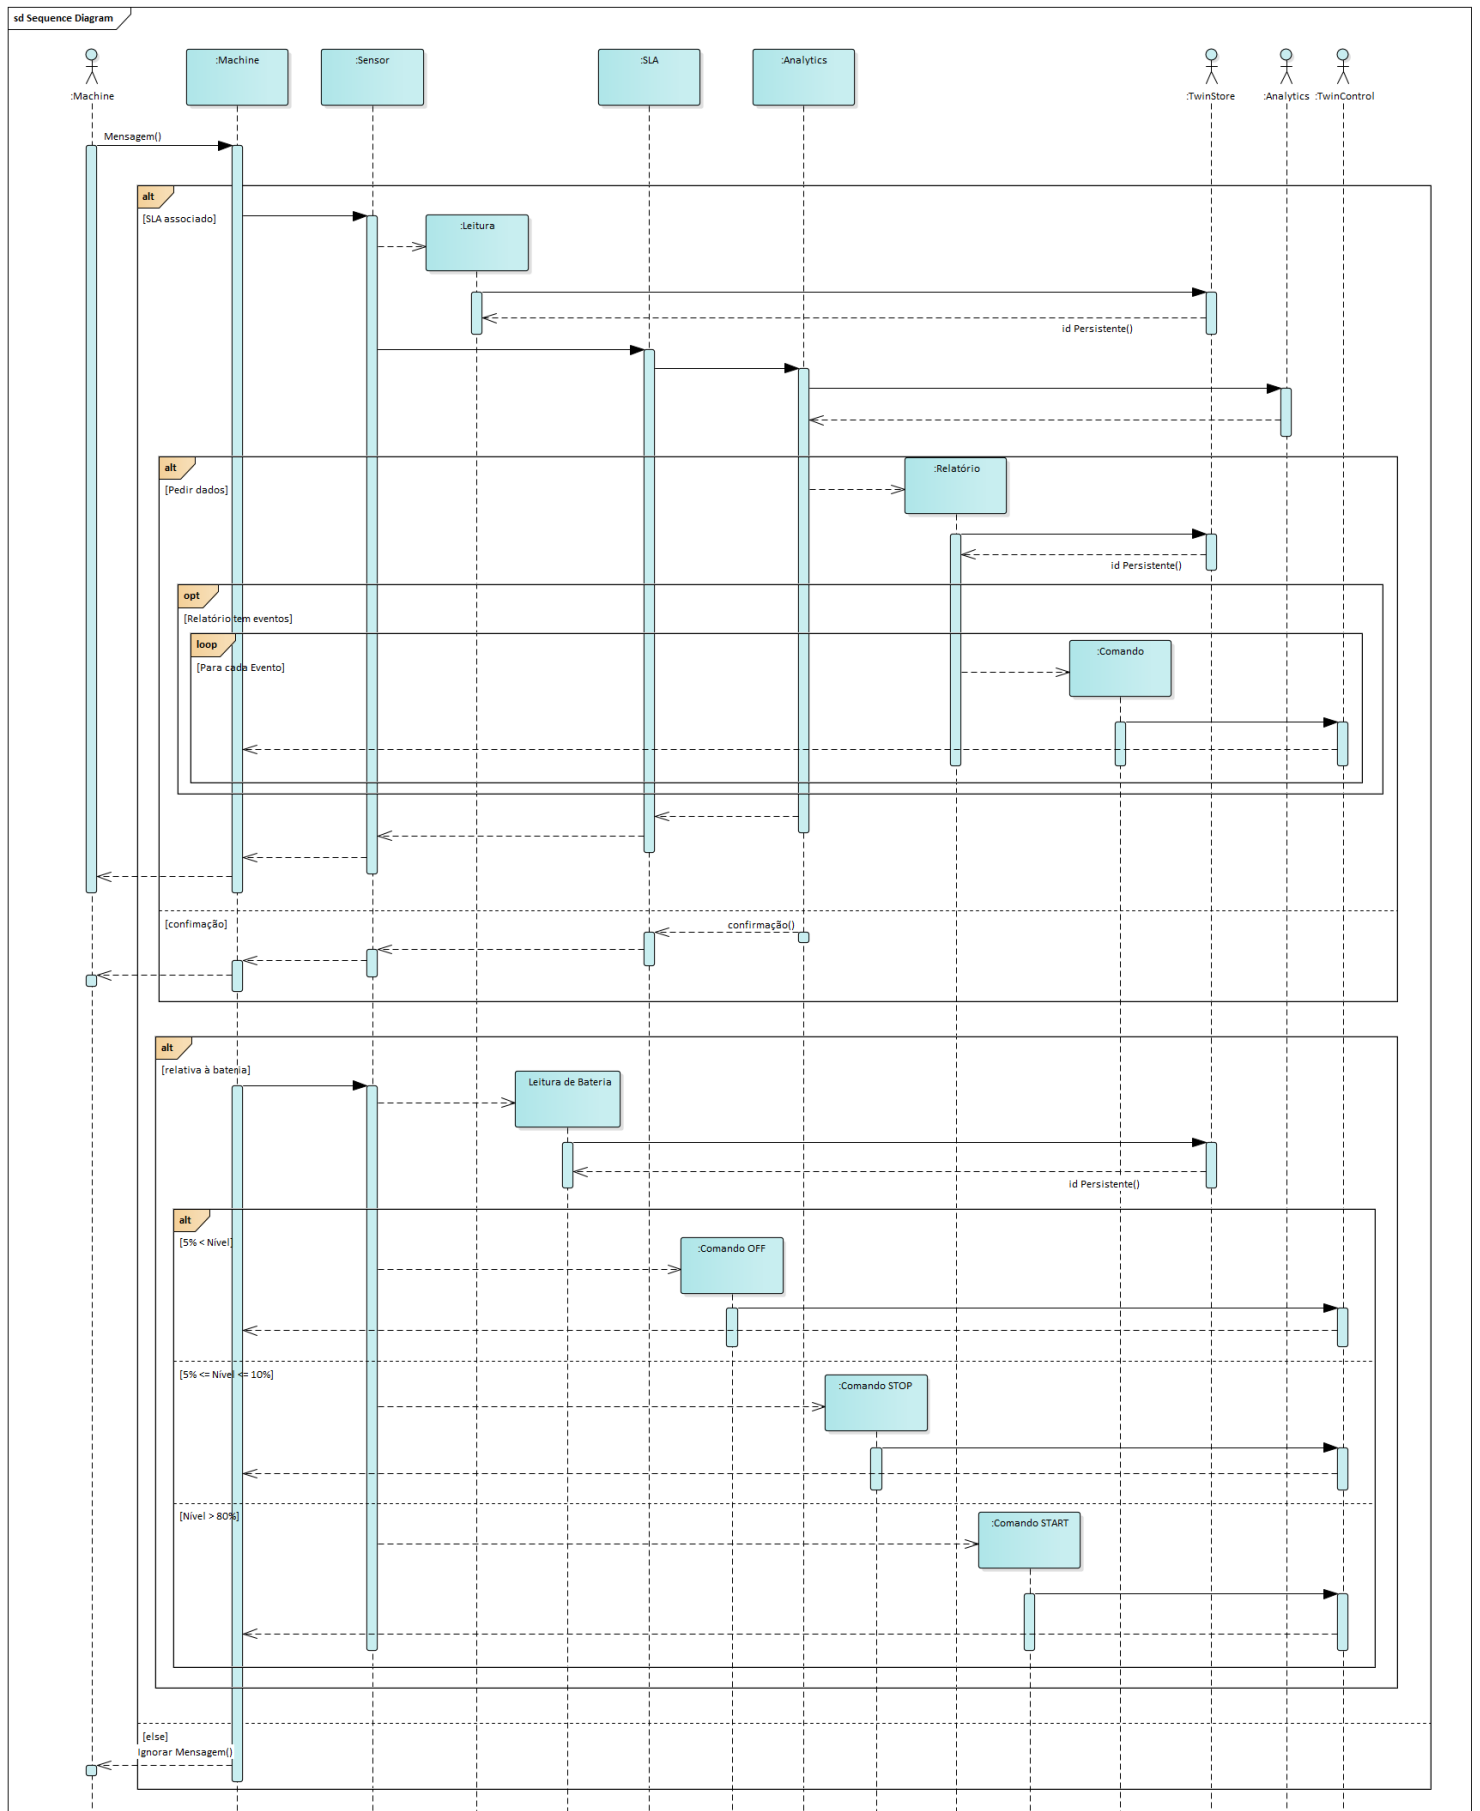 sd Sequence Diagram
:Machine
:Machine
:Sensor
:SLA
:Analytics
:TwinStore
:Analytics
:TwinControl
Mensagem()
alt
[SLA associado]
:Leitura
id Persistente()
alt
[Pedir dados]
:Relatório
id Persistente()
opt
[Relatório tem eventos]
loop
[Para cada Evento]
:Comando
[confimação]
confirmação()
alt
[relativa à bateria]
Leitura de Bateria
id Persistente()
alt
[5% < Nível]
:Comando OFF
[5% <= Nível <= 10%]
:Comando STOP
[Nível > 80%]
:Comando START
[else]
Ignorar Mensagem()